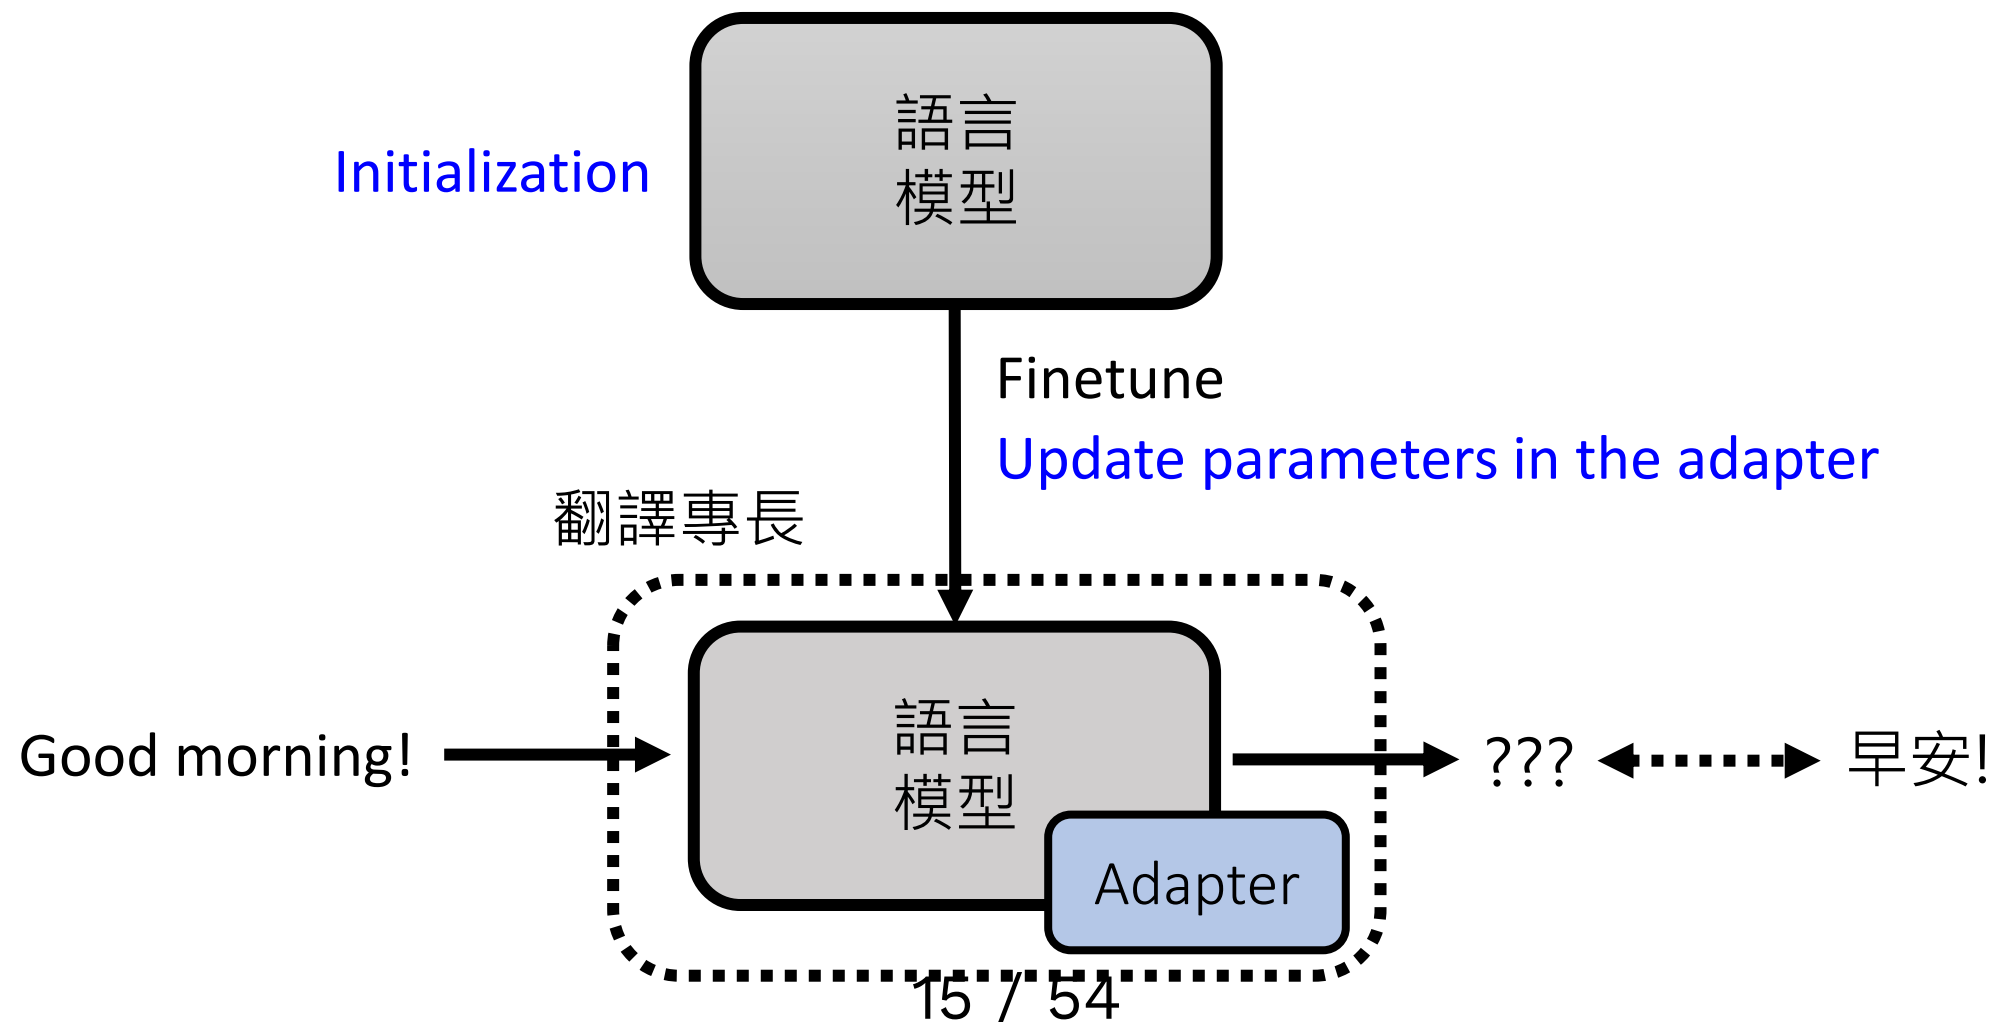 語言
模型
Initialization
Finetune
Update parameters in the adapter
翻譯專長
Good morning!
語言
模型
Adapter
???
早安!
15 / 54